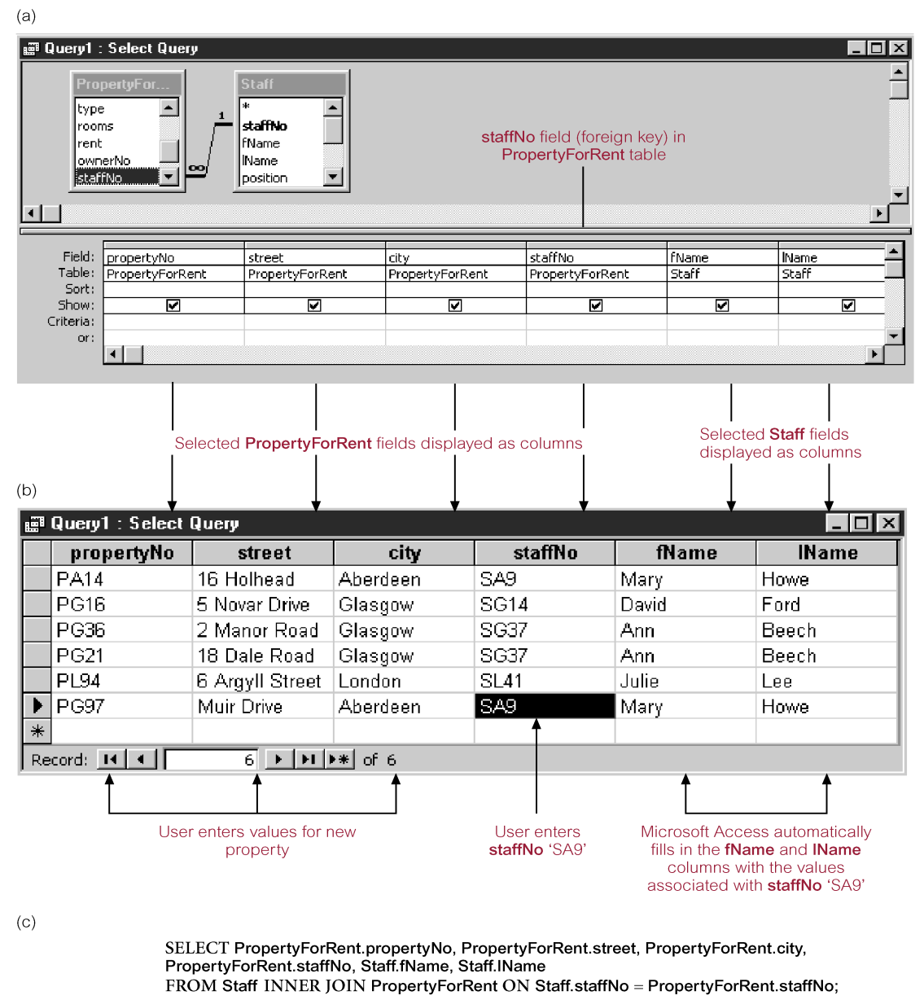 (a)
Query1 : Select Query
PropertyFor... Staff
type
rooms
rent
ownerNo
staffNo
∞ 1
*
staffNo
fName
lName
position
staffNo field (foreign key) in
PropertyForRent table
Field: propertyNo street city staffNo fName lName
Table: PropertyForRent PropertyForRent PropertyForRent PropertyForRent Staff Staff
Sort:
Show:
Criteria:
or:
Selected PropertyForRent fields displayed as columns
Selected Staff fields
displayed as columns
(b)
Query1 : Select Query
propertyNo street city staffNo fName lName
PA14 16 Holhead Aberdeen SA9 Mary Howe
PG16 5 Novar Drive Glasgow SG14 David Ford
PG36 2 Manor Road Glasgow SG37 Ann Beech
PG21 18 Dale Road Glasgow SG37 Ann Beech
PL94 6 Argyll Street London SL41 Julie Lee
PG97 Muir Drive Aberdeen SA9 Mary Howe
*
Record: 6 of 6
User enters values for new
property
User enters
staffNo ‘SA9’
Microsoft Access automatically
fills in the fName and lName
columns with the values
associated with staffNo ‘SA9’
(c)
SELECT PropertyForRent.propertyNo, PropertyForRent.street, PropertyForRent.city,
PropertyForRent.staffNo, Staff.fName, Staff.lName
FROM Staff INNER JOIN PropertyForRent ON Staff.staffNo = PropertyForRent.staffNo;